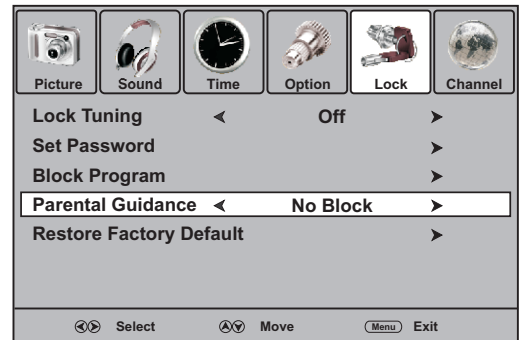 Picture Sound Time Option Lock Channel
Lock Tuning Off
Set Password
Block Program
Parental Guidance No Block
Restore Factory Default
Select Move Menu Exit